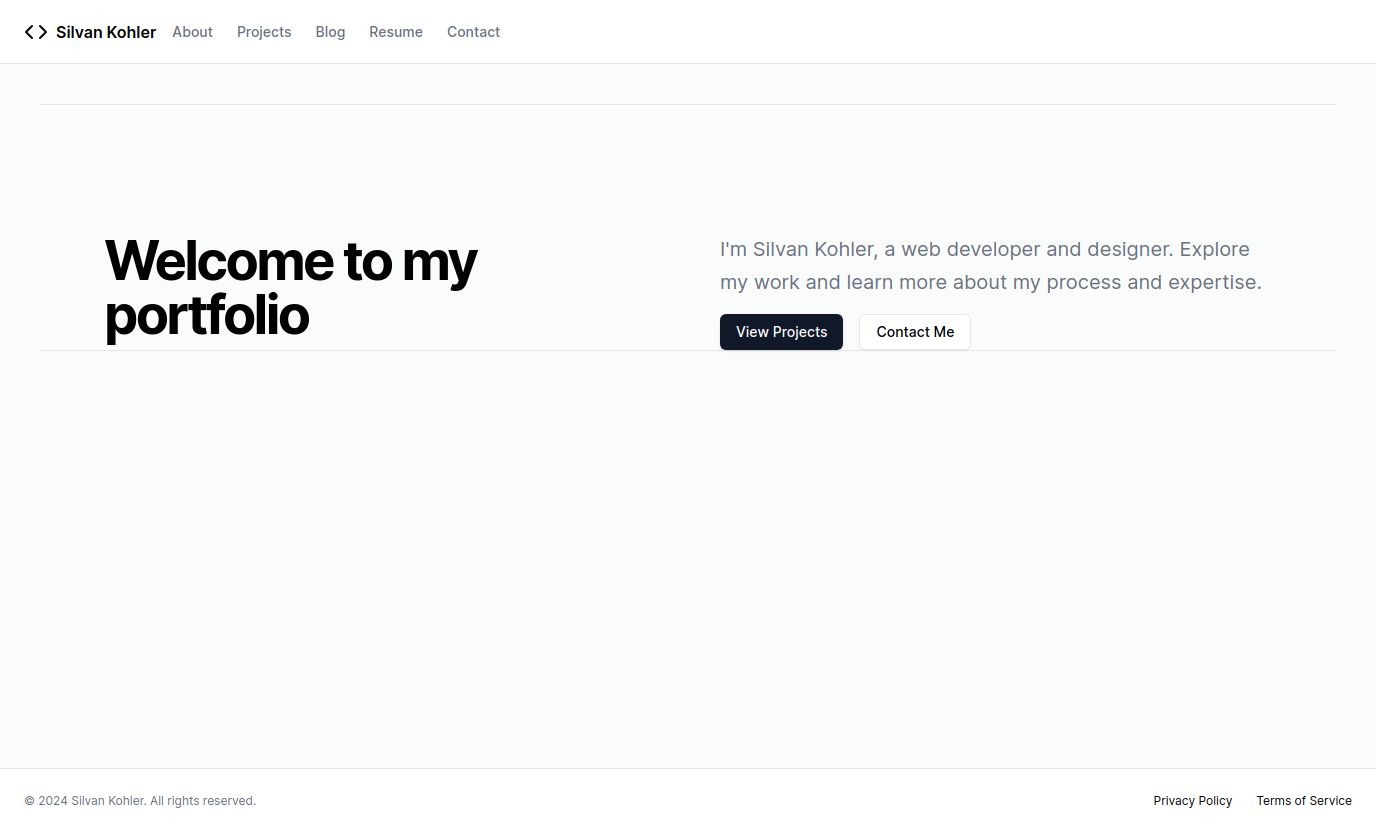 Silvan Kohler About Projects Blog Resume Contact
Welcome to my
portfolio
I'm Silvan Kohler, a web developer and designer. Explore
my work and learn more about my process and expertise.
View Projects Contact Me
© 2024 Silvan Kohler. All rights reserved. Privacy Policy Terms of Service